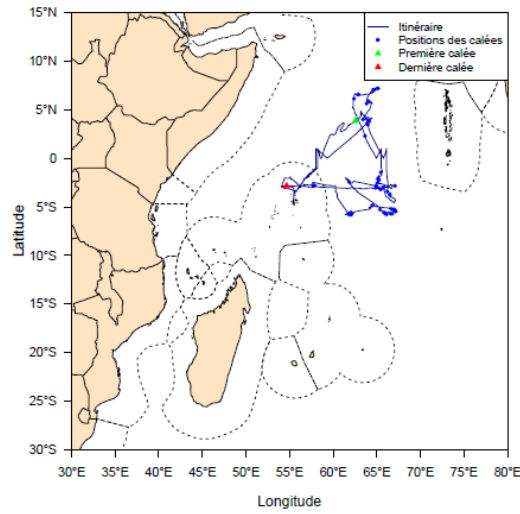 15°N
10°N
5°N
0
5°S
10°S
15°S
20°S
25°S
30°S
Latitude
Itinéraire
Positions des calées
Première calée
Dernière calée
30°E 35°E 40°E 45°E 50°E 55°E 60°E 65°E 70°E 75°E 80°E
Longitude